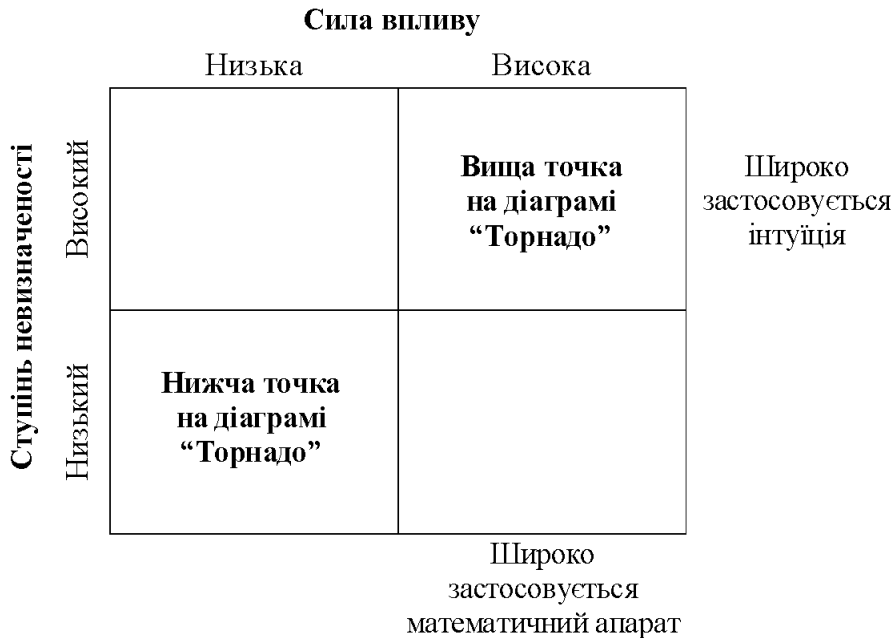 Сила впливу
Низька
Висока
Ступінь невизначеності
Високий
Вища точка
на діаграмі
“Торнадо”
Широко
застосовується
інтуїція
Низький
Нижча точка
на діаграмі
“Торнадо”
Широко
застосовується
математичний апарат